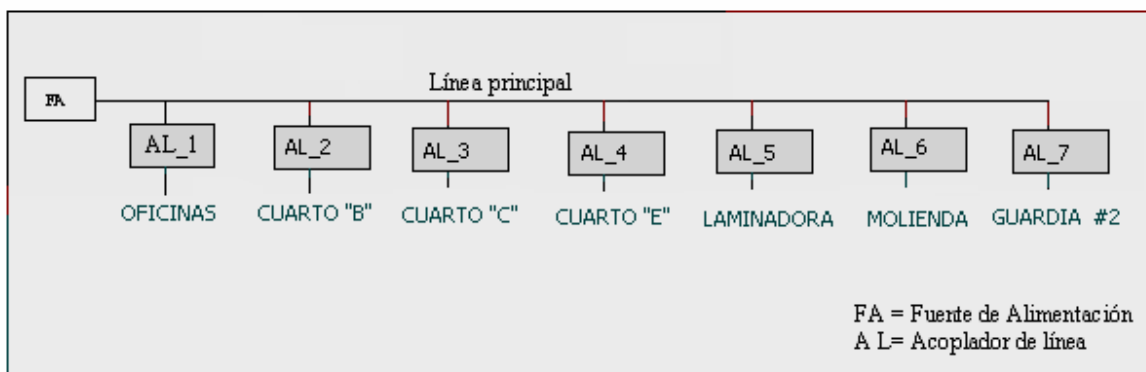 Línea principal
FA
AL_1 AL_2 AL_3 AL_4 AL_5 AL_6 AL_7
OFICINAS CUARTO "B" CUARTO "C" CUARTO "E" LAMINADORA MOLIENDA GUARDIA #2
FA = Fuente de Alimentación
A L= Acoplador de línea